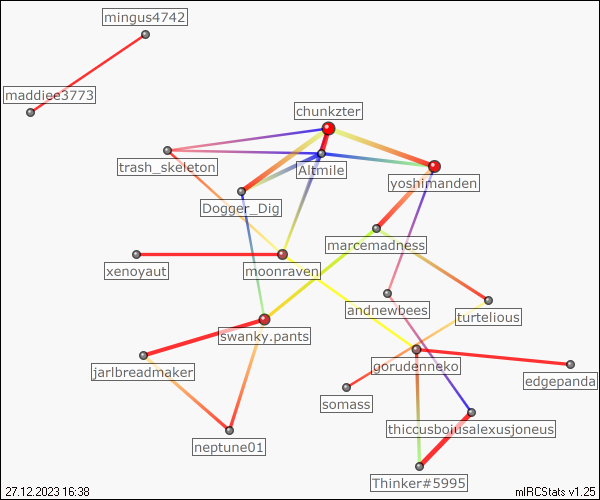 mingus4742
maddiee3773
chunkzter
trash_skeleton
Altmile
yoshimanden
Dogger_Dig
marcemadness
xenoyaut
moonraven
andnewbees
turtelious
swanky.pants
jarlbreadmaker
gorudenneko
edgepanda
somass
thiccusboiusalexusjoneus
neptune01
Thinker#5995
27.12.2023 16:38
mIRCStats v1.25